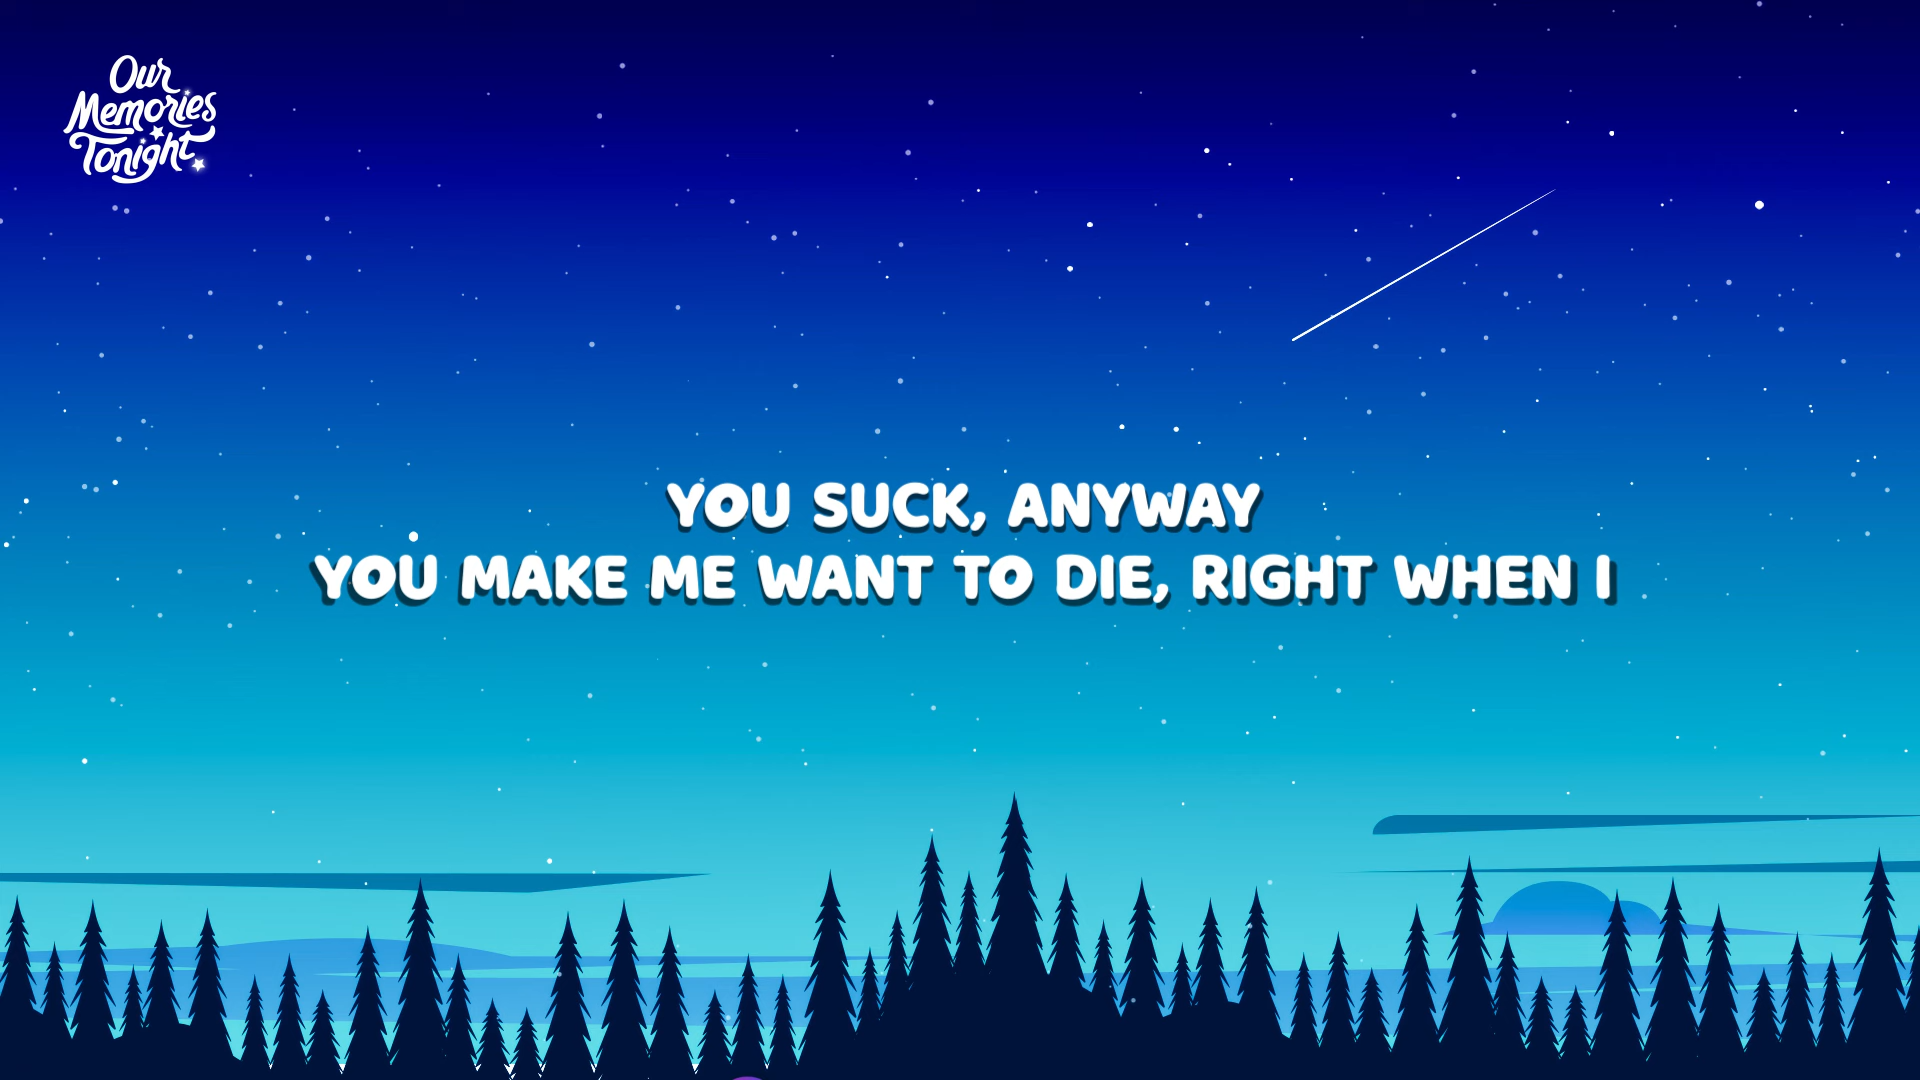 Our
Memories
Tonight
YOU SUCK, ANYWAY
YOU MAKE ME WANT TO DIE, RIGHT WHEN I